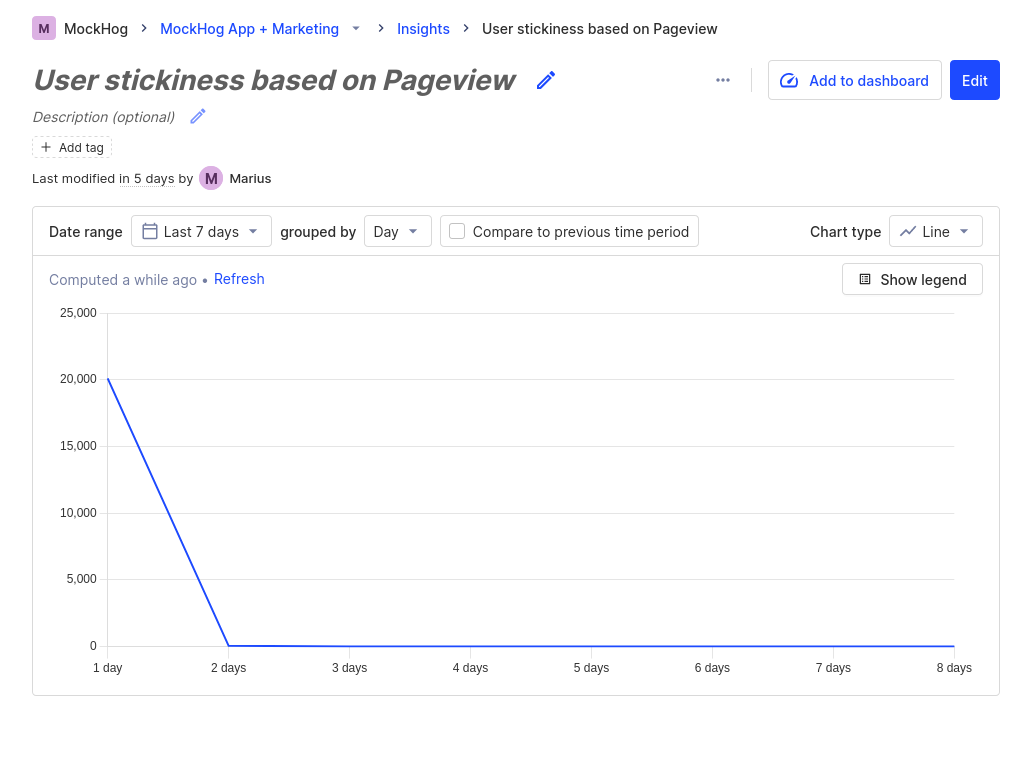 M MockHog MockHog App + Marketing Insights User stickiness based on Pageview
User stickiness based on Pageview
Add to dashboard
Edit
Description (optional)
Add tag
Last modified in 5 days by M Marius
Date range Last 7 days grouped by Day Compare to previous time period Chart type Line
Computed a while ago • Refresh
Show legend
25,000
20,000
15,000
10,000
5,000
0
1 day 2 days 3 days 4 days 5 days 6 days 7 days 8 days